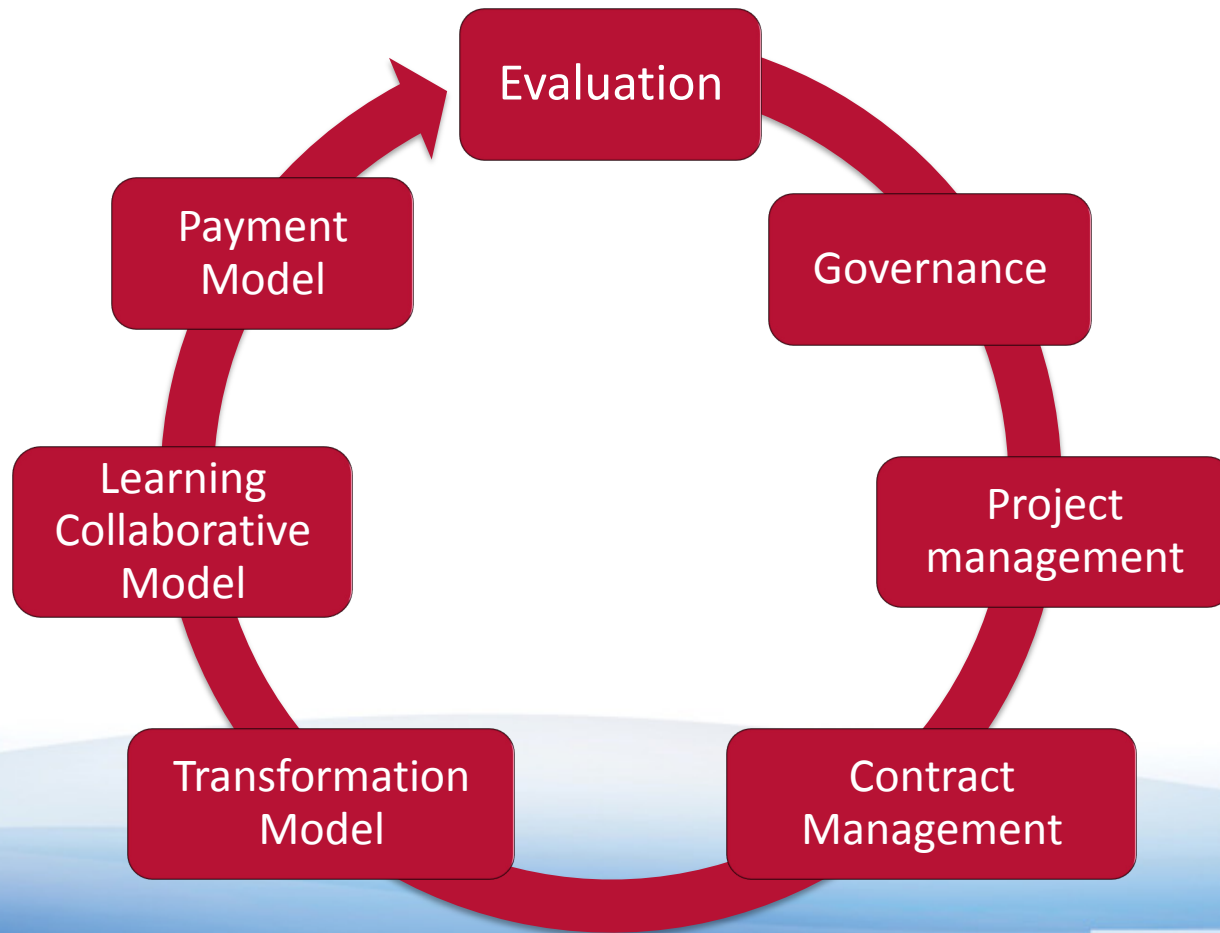 Evaluation
Governance
Project
management
Contract
Management
Transformation
Model
Learning
Collaborative
Model
Payment
Model